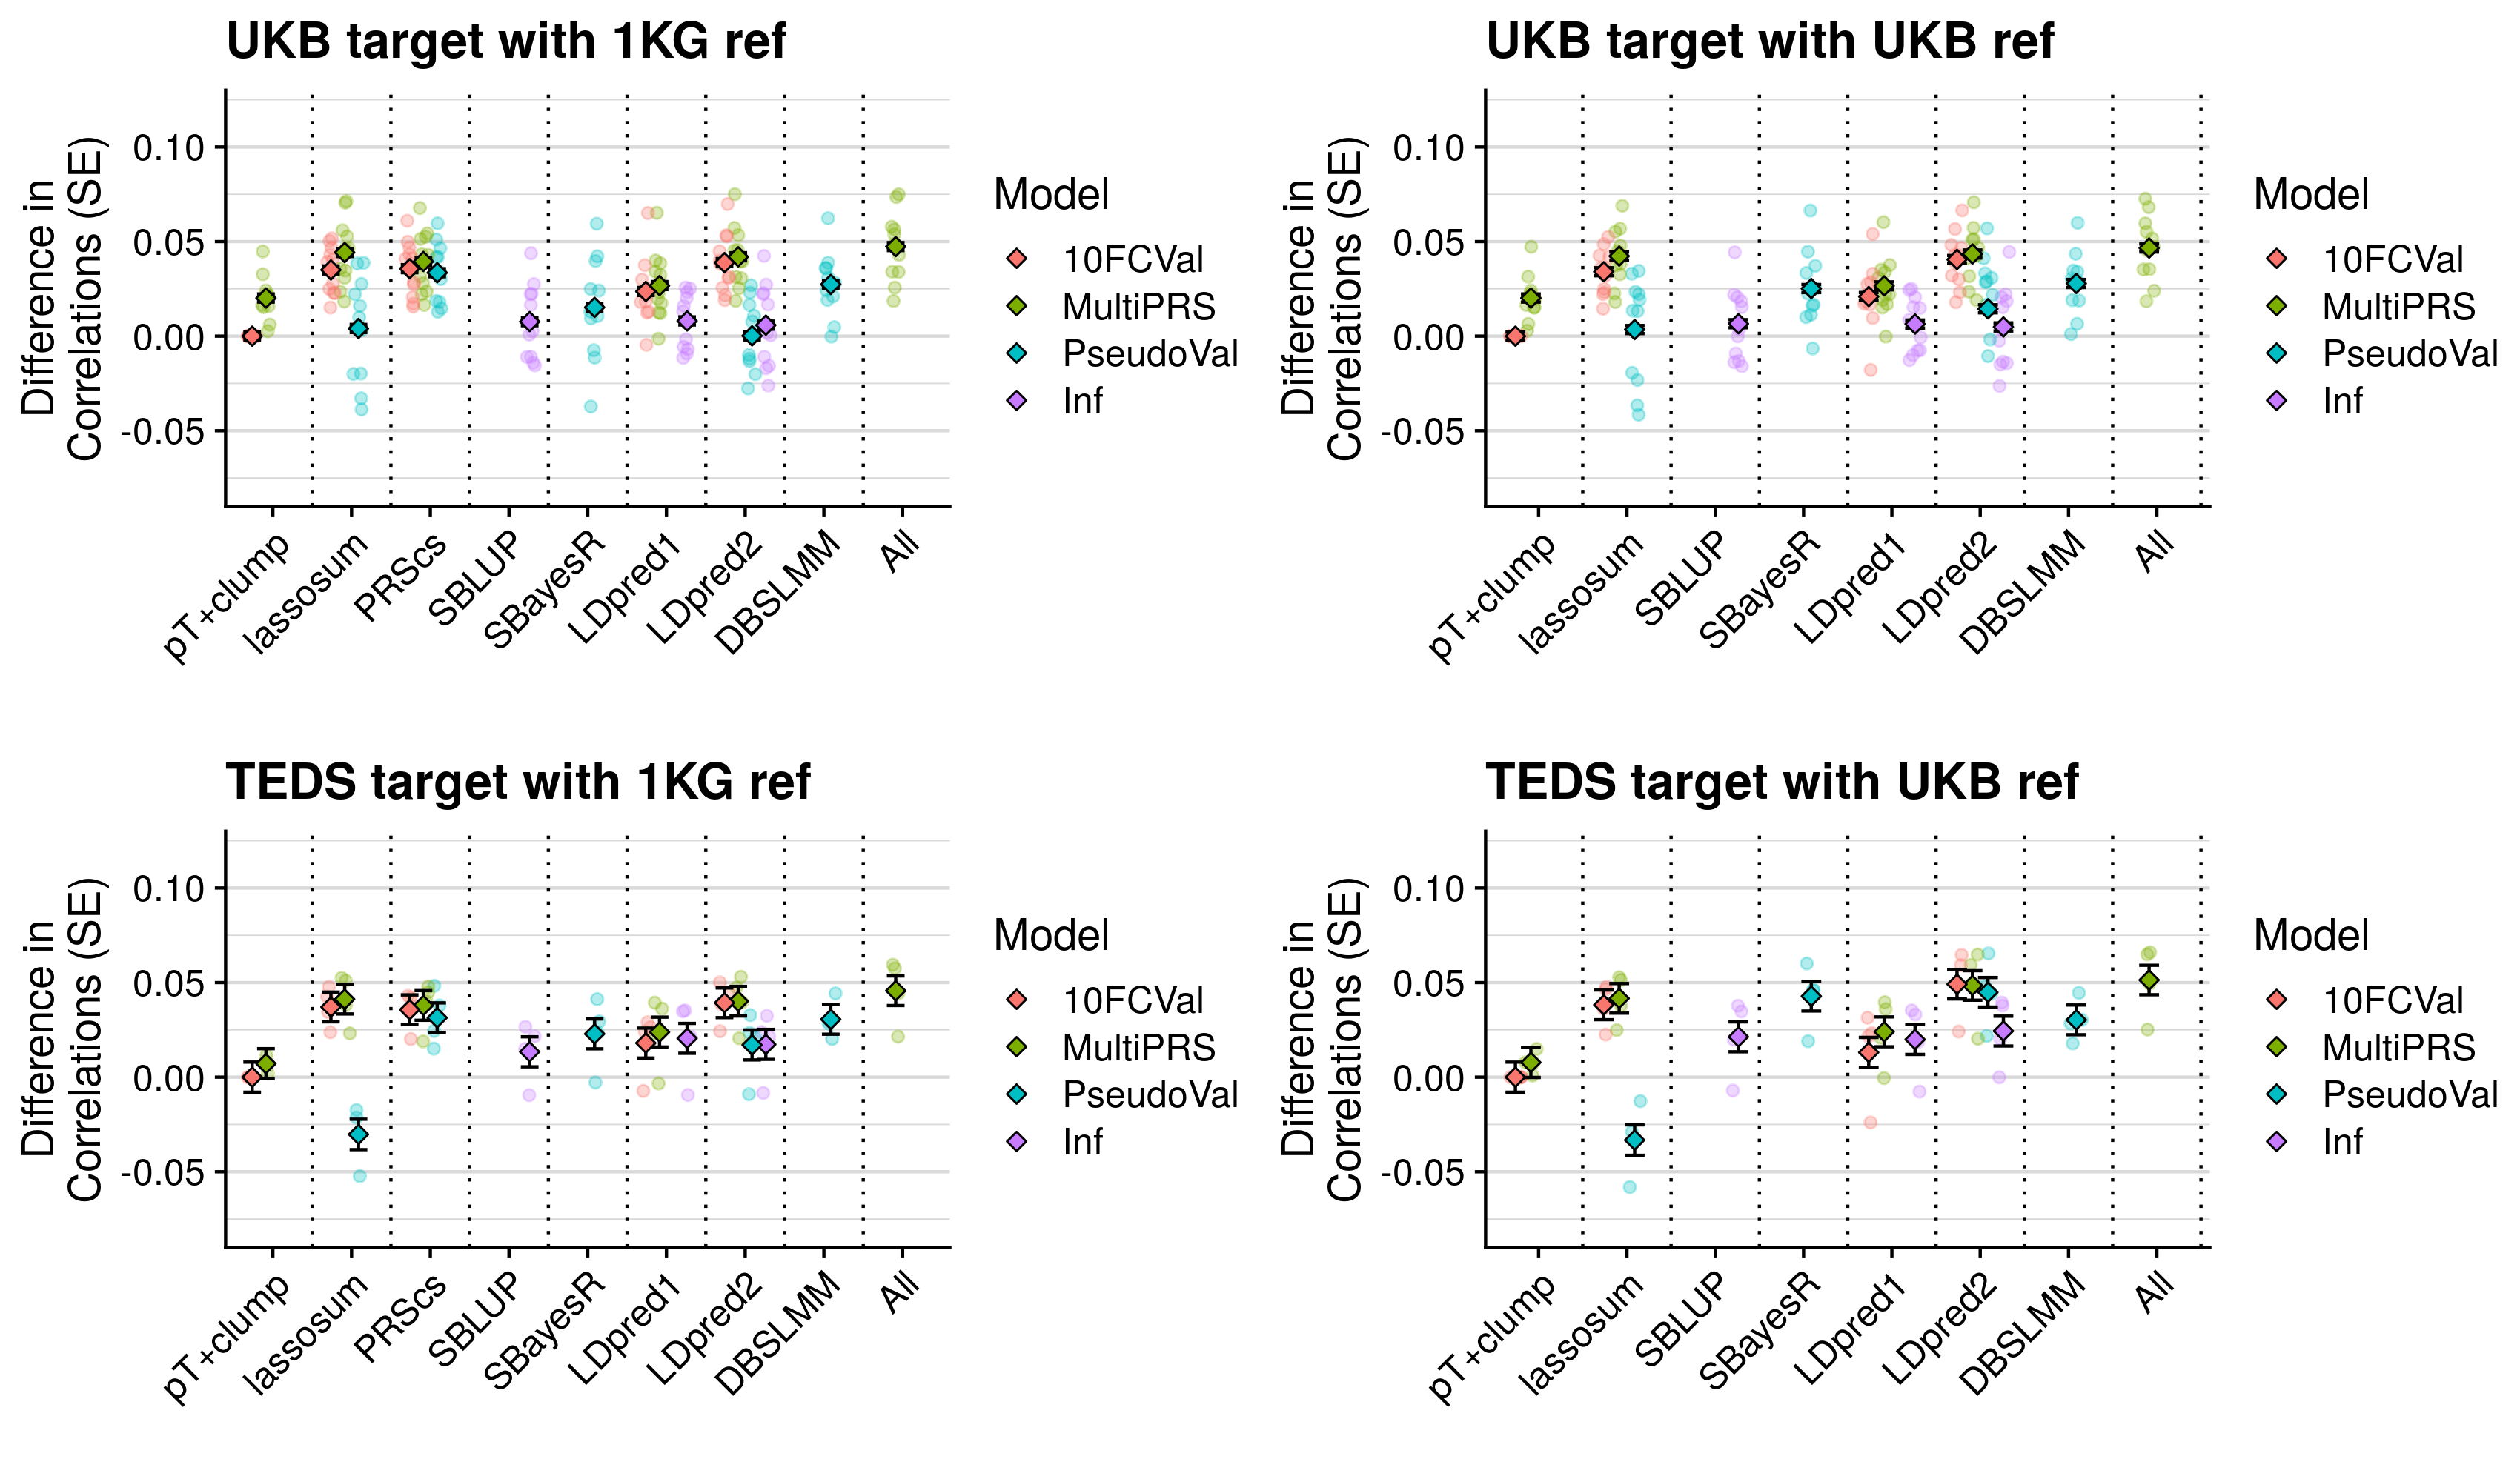 UKB target with 1KG ref
Difference in
Correlations (SE)
0.10
0.05
0.00
-0.05
pT+clump
lassosum
PRScs
SBLUP
SBayesR
LDpred1
LDpred2
DBSLMM
All
Model
10FCVal
MultiPRS
PseudoVal
Inf
UKB target with UKB ref
Difference in
Correlations (SE)
0.10
0.05
0.00
-0.05
pT+clump
lassosum
SBLUP
SBayesR
LDpred1
LDpred2
DBSLMM
All
Model
10FCVal
MultiPRS
PseudoVal
Inf
TEDS target with 1KG ref
Difference in
Correlations (SE)
0.10
0.05
0.00
-0.05
pT+clump
lassosum
PRScs
SBLUP
SBayesR
LDpred1
LDpred2
DBSLMM
All
Model
10FCVal
MultiPRS
PseudoVal
Inf
TEDS target with UKB ref
Difference in
Correlations (SE)
0.10
0.05
0.00
-0.05
pT+clump
lassosum
SBLUP
SBayesR
LDpred1
LDpred2
DBSLMM
All
Model
10FCVal
MultiPRS
PseudoVal
Inf